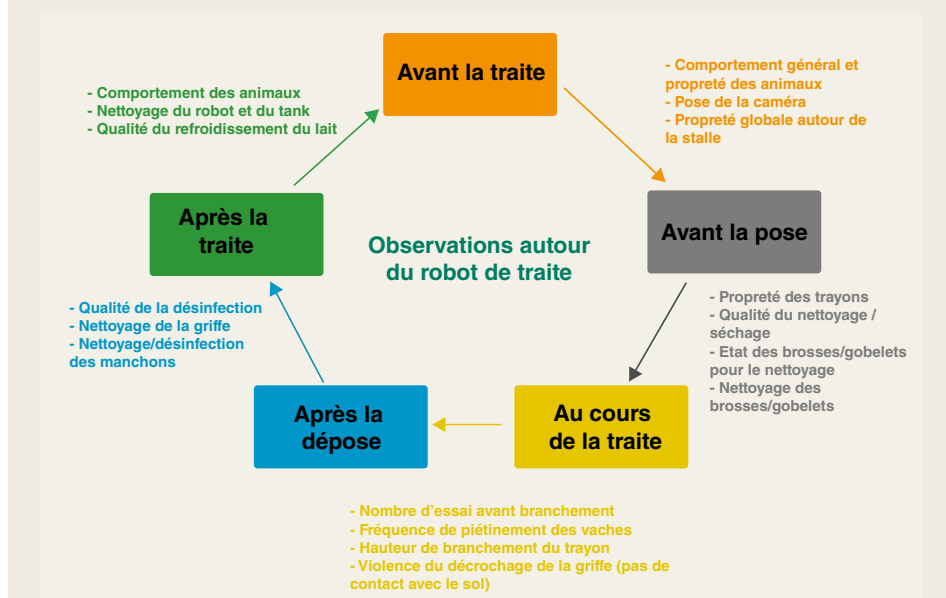 Avant la traite
- Comportement général et
propreté des animaux
- Pose de la caméra
- Propreté globale autour de
la stalle
- Comportement des animaux
- Nettoyage du robot et du tank
- Qualité du refroidissement du lait
Après la
traite
Observations autour
du robot de traite
Avant la pose
- Propreté des trayons
- Qualité du nettoyage /
séchage
- Etat des brosses/gobelets
pour le nettoyage
- Nettoyage des
brosses/gobelets
- Qualité de la désinfection
- Nettoyage de la griffe
- Nettoyage/désinfection
des manchons
Après la
dépose
Au cours
de la traite
- Nombre d'essai avant branchement
- Fréquence de piétinement des vaches
- Hauteur de branchement du trayon
- Violence du décrochage de la griffe (pas de
contact avec le sol)